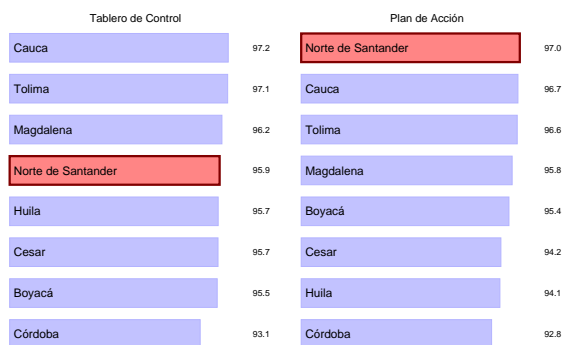 Tablero de Control
Cauca 97.2
Tolima 97.1
Magdalena 96.2
Norte de Santander 95.9
Huila 95.7
Cesar 95.7
Boyacá 95.5
Córdoba 93.1
Plan de Acción
Norte de Santander 97.0
Cauca 96.7
Tolima 96.6
Magdalena 95.8
Boyacá 95.4
Cesar 94.2
Huila 94.1
Córdoba 92.8